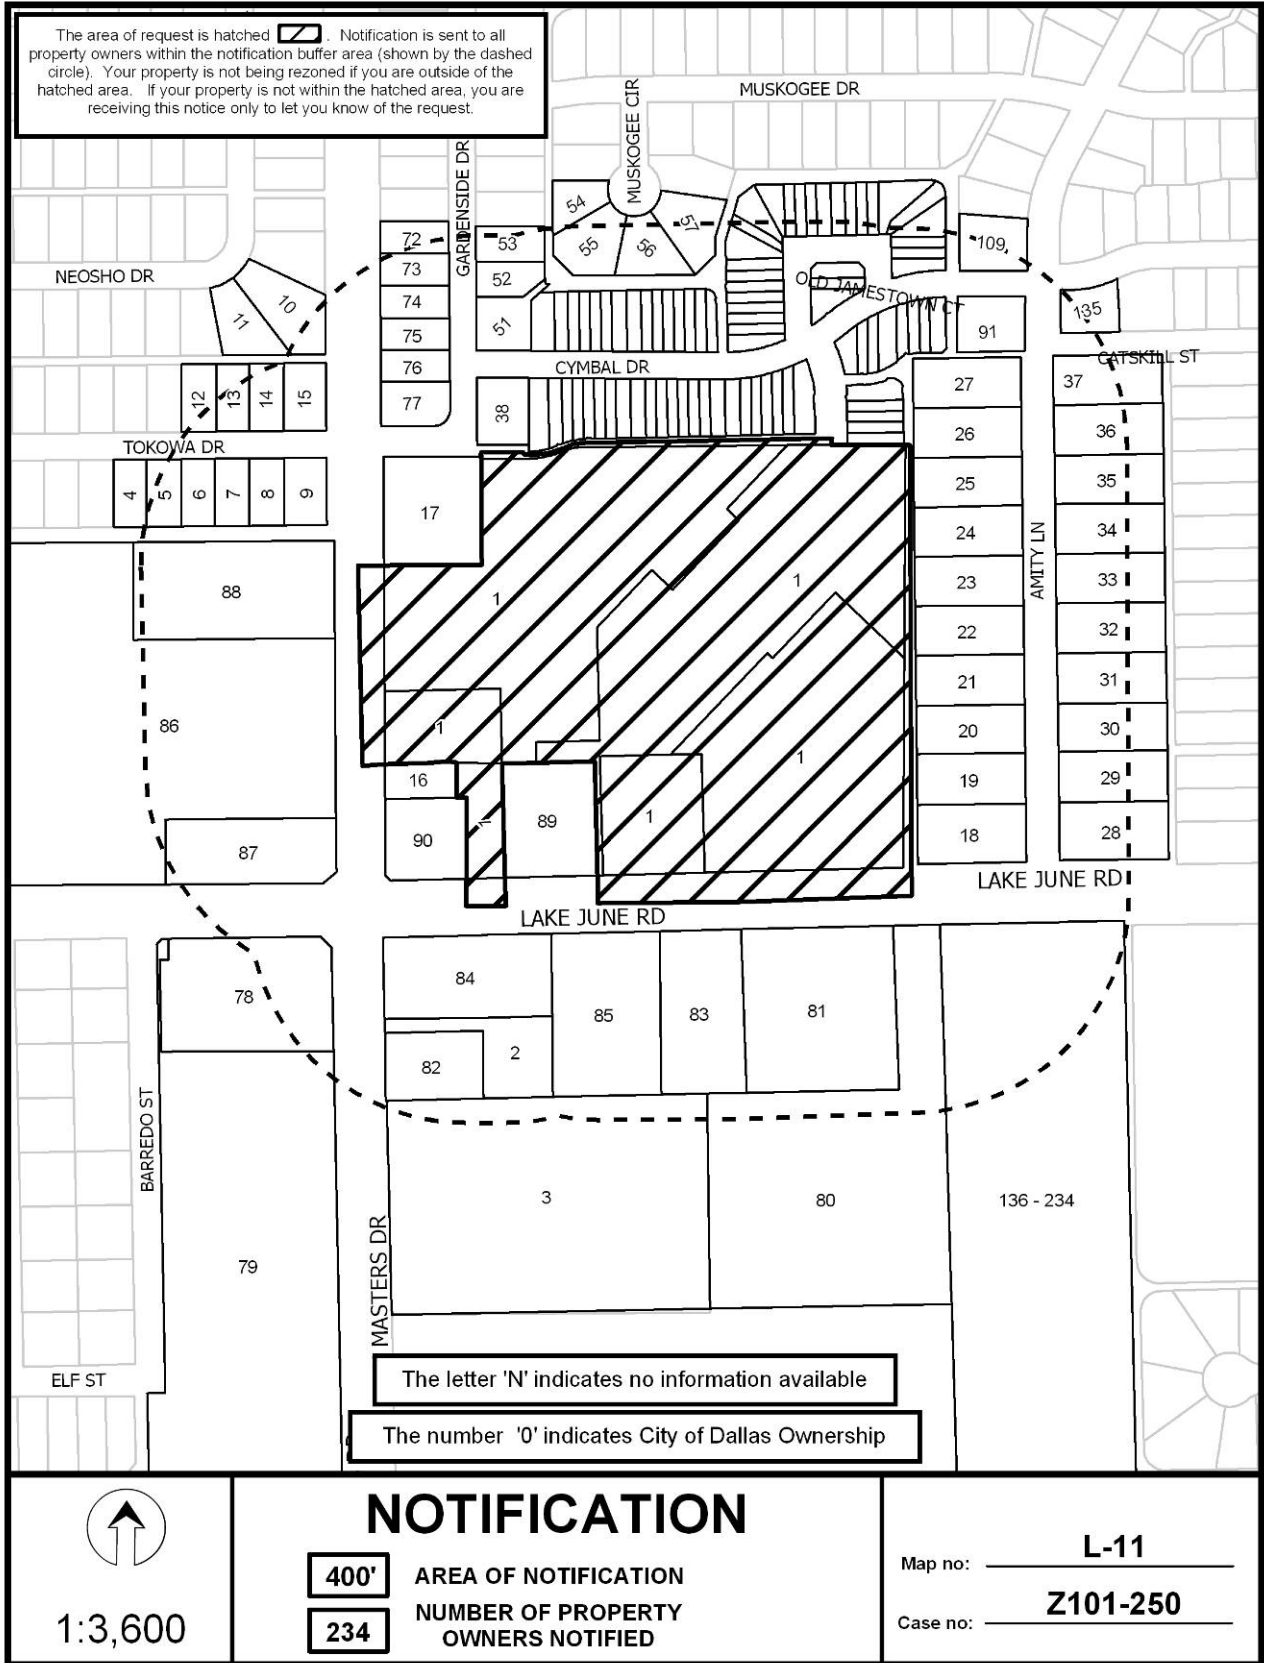 The area of request is hatched . Notification is sent to all
property owners within the notification buffer area (shown by the dashed
circle). Your property is not being rezoned if you are outside of the
hatched area. If your property is not within the hatched area, you are
receiving this notice only to let you know of the request.
MUSKOGEE DR
MUSKOGEE CIR
GARDENSIDE DR
54
57
55
56
72
53
109
73
52
NEOSHO DR
10
OLD JAMESTOWN CT
74
135
11
51
75
91
CATSKILL ST
76
CYMBAL DR
27
37
12
13
14
15
77
38
26
36
TOKOWA DR
25
35
4
5
6
7
8
9
17
24
34
AMITY LN
88
1
1
23
33
22
32
21
31
86
1
20
30
1
16
19
29
89
1
90
18
28
87
LAKE JUNE RD
LAKE JUNE RD
84
78
85
83
81
2
82
BARREDO ST
3
80
136 - 234
79
MASTERS DR
ELF ST
The letter 'N' indicates no information available
The number '0' indicates City of Dallas Ownership
NOTIFICATION
400' AREA OF NOTIFICATION
234 NUMBER OF PROPERTY
OWNERS NOTIFIED
1:3,600
Map no: L-11
Case no: Z101-250